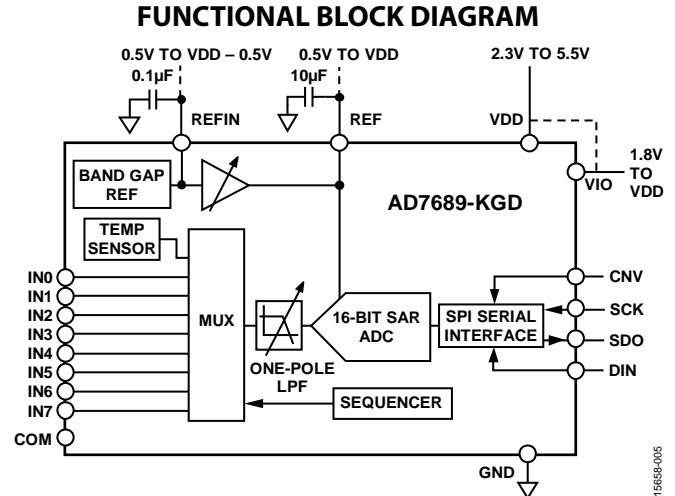 FUNCTIONAL BLOCK DIAGRAM
0.5V TO VDD – 0.5V
0.5V TO VDD
2.3V TO 5.5V
0.1µF
10µF
REFIN
REF
VDD
1.8V
TO
VDD
VIO
BAND GAP
REF
AD7689-KGD
TEMP
SENSOR
IN0
IN1
IN2
IN3
IN4
IN5
IN6
IN7
COM
MUX
ONE-POLE
LPF
16-BIT SAR
ADC
SPI SERIAL
INTERFACE
CNV
SCK
SDO
DIN
SEQUENCER
GND
15658-005